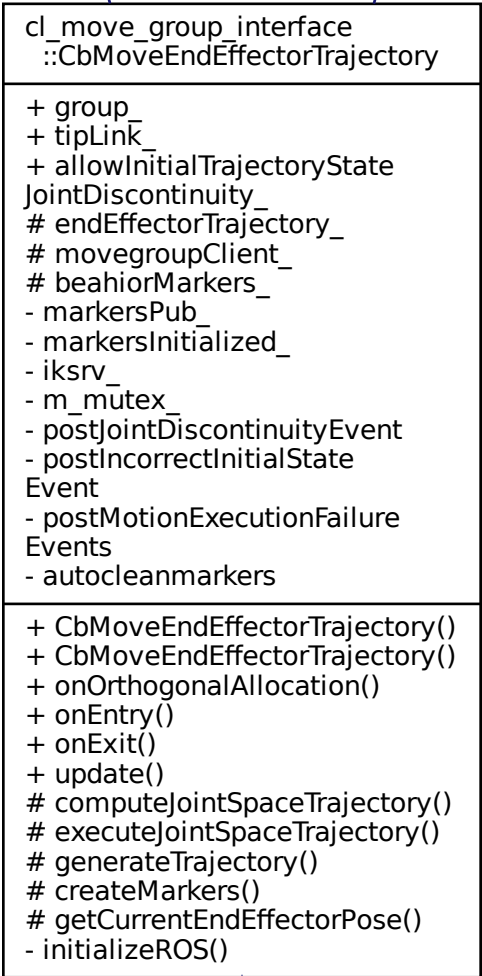 cl_move_group_interface
::CbMoveEndEffectorTrajectory
+ group_
+ tipLink_
+ allowInitialTrajectoryState
JointDiscontinuity_
# endEffectorTrajectory_
# movegroupClient_
# beahiorMarkers_
- markersPub_
- markersInitialized_
- iksrv_
- m_mutex_
- postJointDiscontinuityEvent
- postIncorrectInitialState
Event
- postMotionExecutionFailure
Events
- autocleanmarkers
+ CbMoveEndEffectorTrajectory()
+ CbMoveEndEffectorTrajectory()
+ onOrthogonalAllocation()
+ onEntry()
+ onExit()
+ update()
# computeJointSpaceTrajectory()
# executeJointSpaceTrajectory()
# generateTrajectory()
# createMarkers()
# getCurrentEndEffectorPose()
- initializeROS()